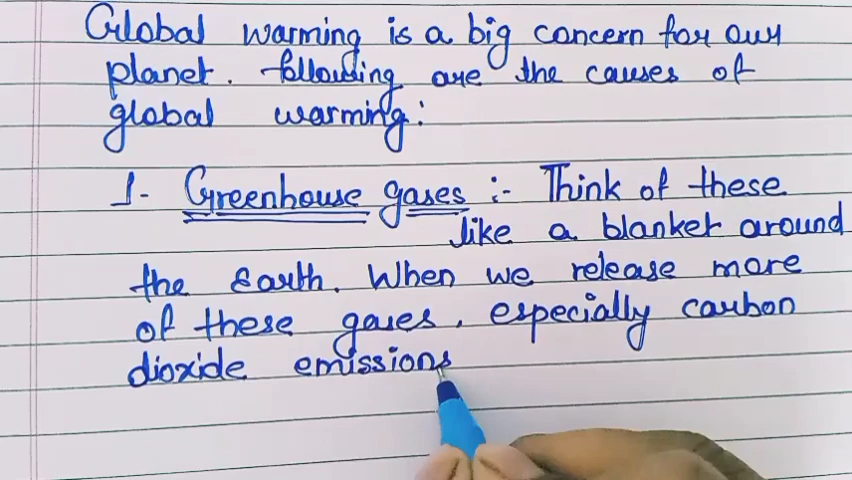 Global warming is a big concern for our
planet. following are the causes of
global warming:
1- Greenhouse gases :- Think of these
like a blanket around
the Earth. When we release more
of these gases, especially carbon
dioxide emissions